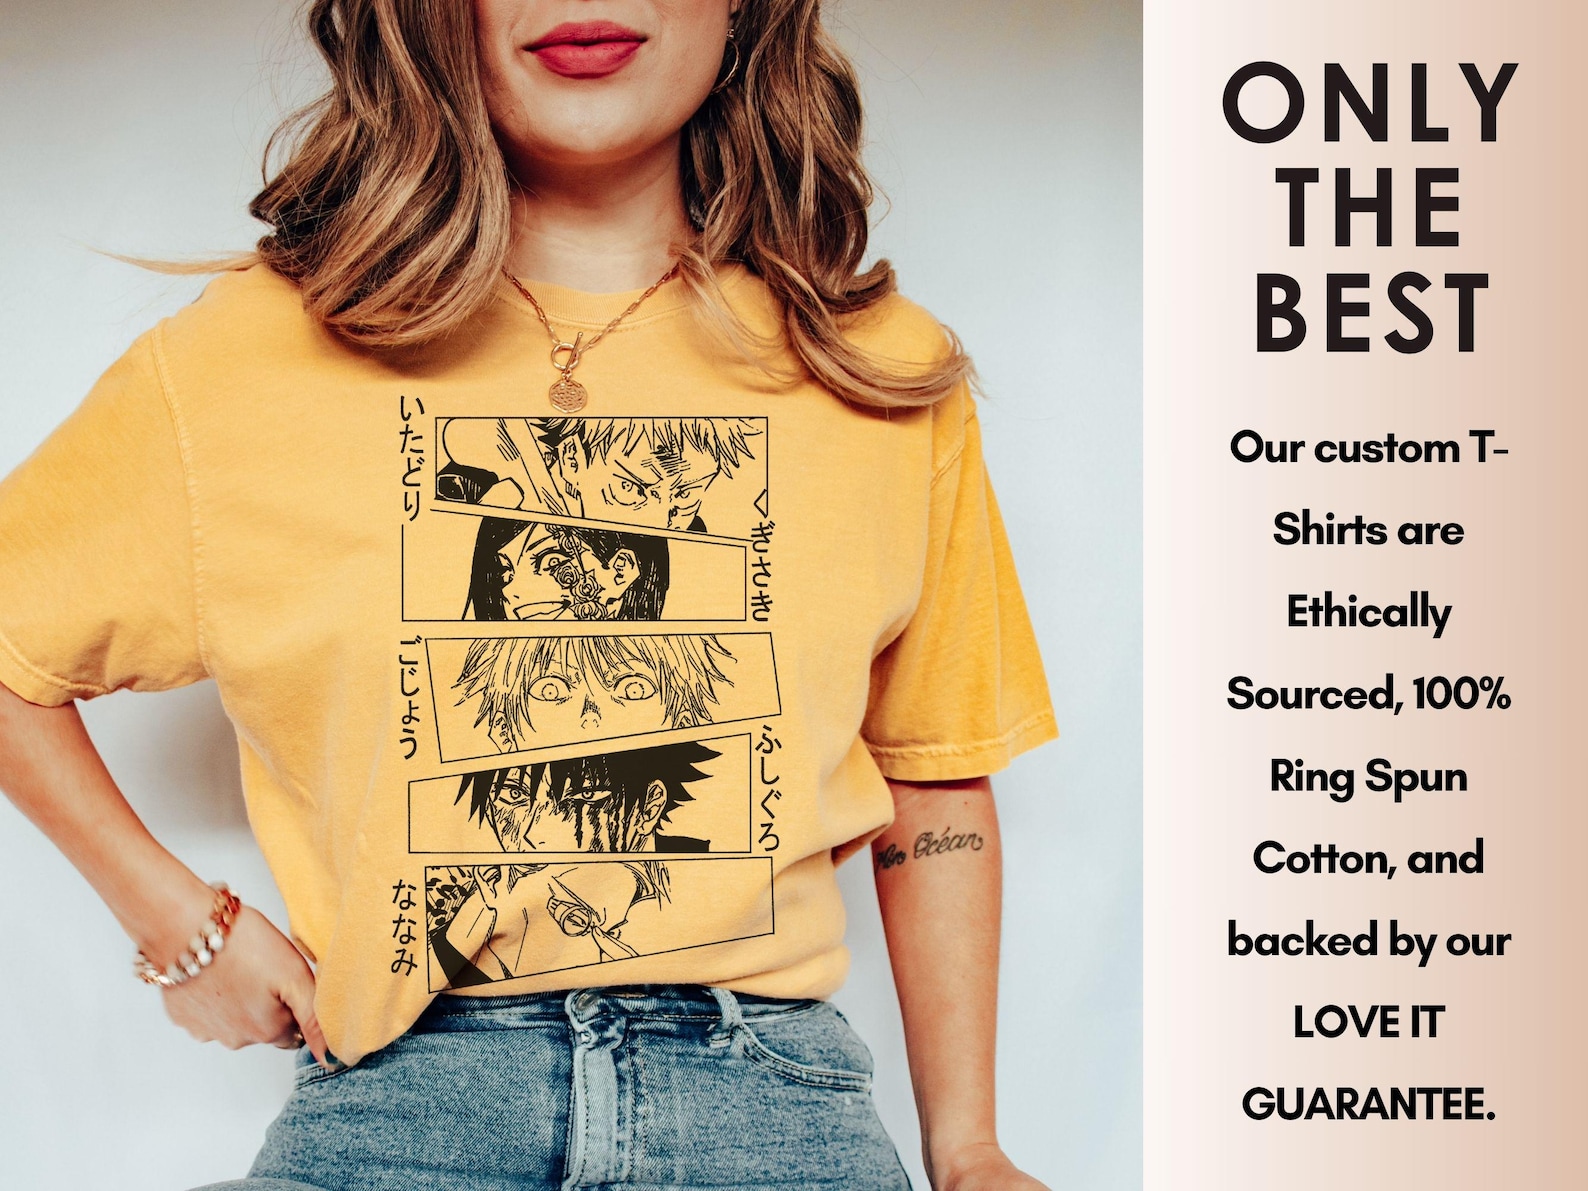 いたどり
くぎさき
ごじょう
ふしぐろ
ななみ
Océan
ONLY
THE
BEST
Our custom T-
Shirts are
Ethically
Sourced, 100%
Ring Spun
Cotton, and
backed by our
LOVE IT
GUARANTEE.